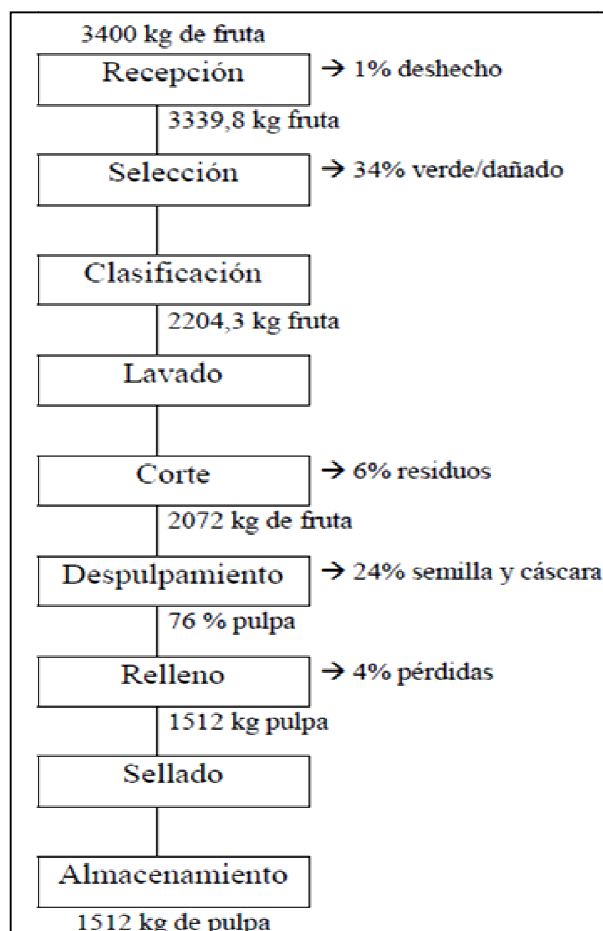 3400 kg de fruta
Recepción → 1% deshecho
3339,8 kg fruta
Selección → 34% verde/dañado
Clasificación
2204,3 kg fruta
Lavado
Corte → 6% residuos
2072 kg de fruta
Despulpamiento → 24% semilla y cáscara
76 % pulpa
Relleno → 4% pérdidas
1512 kg pulpa
Sellado
Almacenamiento
1512 kg de pulpa